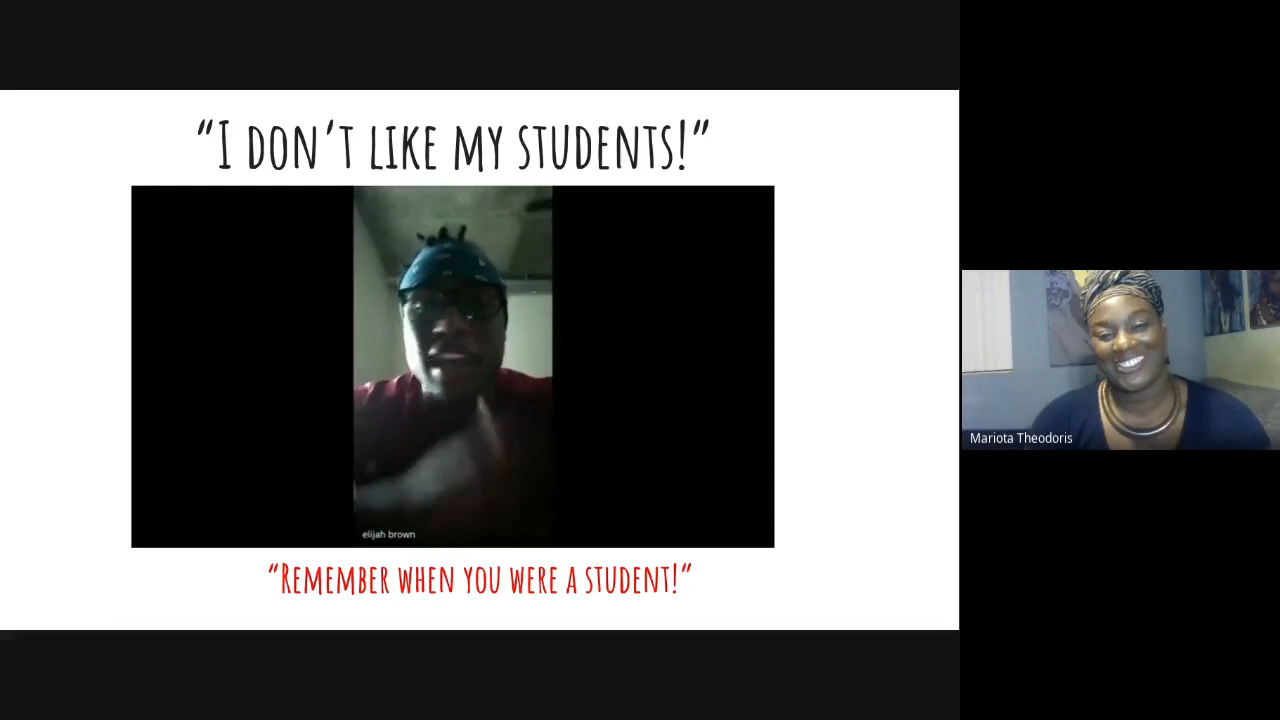 “I DON’T LIKE MY STUDENTS!”
elijah brown
“REMEMBER WHEN YOU WERE A STUDENT!”
Mariota Theodoris